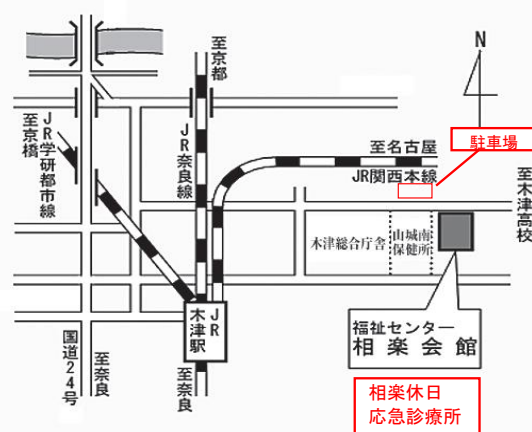 至京都
N
駐車場
JR学研都市線
至京橋
JR奈良線
至名古屋
JR関西本線
至木津高校
木津総合庁舎
山城南
保健所
JR
木津駅
福祉センター
相楽会館
国道24号
至奈良
至奈良
相楽休日
応急診療所